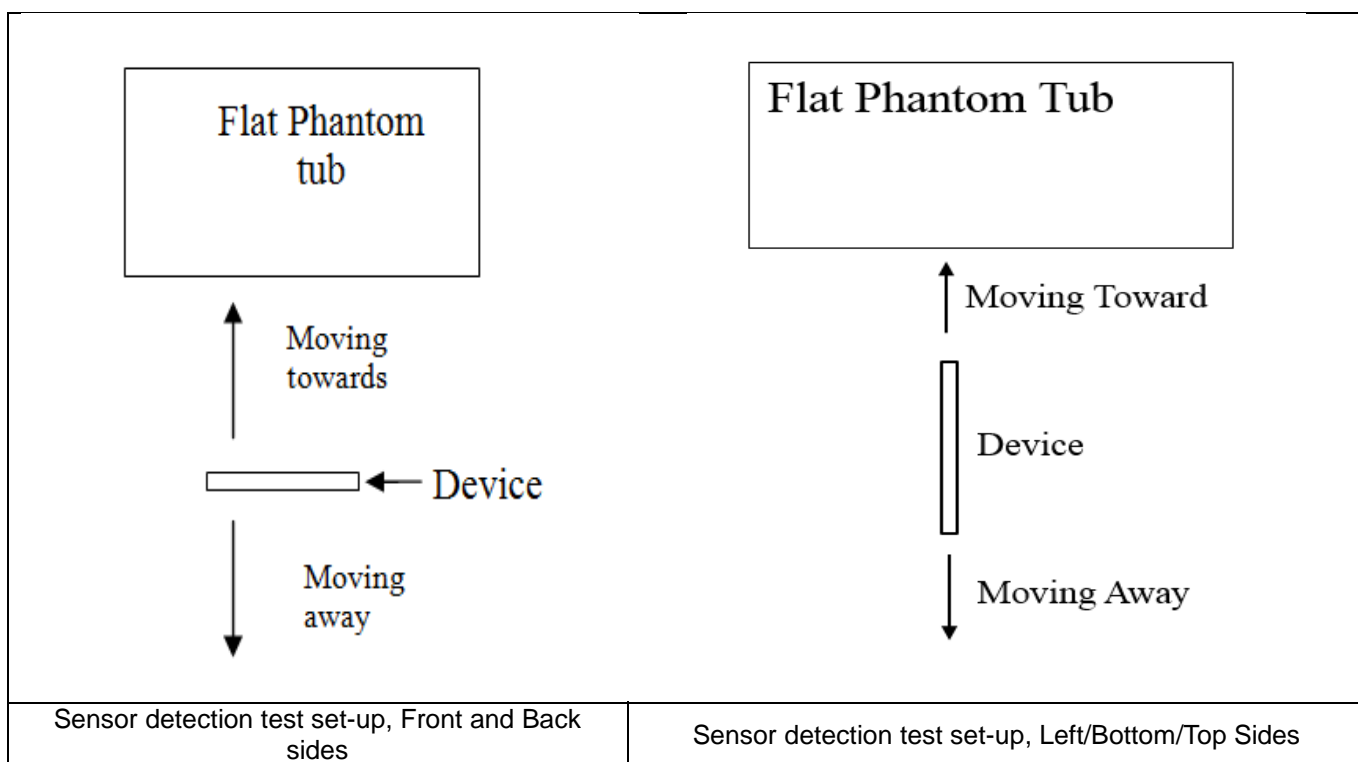 Flat Phantom
tub
Moving
towards
Device
Moving
away
Flat Phantom Tub
Moving Toward
Device
Moving Away
Sensor detection test set-up, Front and Back
sides
Sensor detection test set-up, Left/Bottom/Top Sides